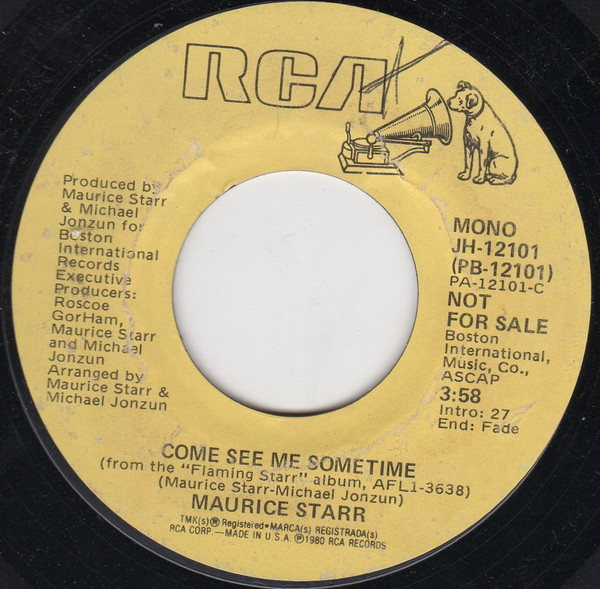 RCA
Produced by
Maurice Starr
& Michael
Jonzun for
Boston
International
Records
Executive
Producers:
Roscoe
GorHam,
Maurice Starr
and Michael
Jonzun
Arranged by
Maurice Starr &
Michael Jonzun
MONO
JH-12101
(PB-12101)
PA-12101-C
NOT
FOR SALE
Boston
International,
Music, Co.,
ASCAP
3:58
Intro: 27
End: Fade
COME SEE ME SOMETIME
(from the "Flaming Starr" album, AFL1-3638)
(Maurice Starr-Michael Jonzun)
MAURICE STARR
TMK(s)® Registered•MARCA(s) REGISTRADA(s)
RCA CORP.—MADE IN U.S.A. ℗1980 RCA RECORDS